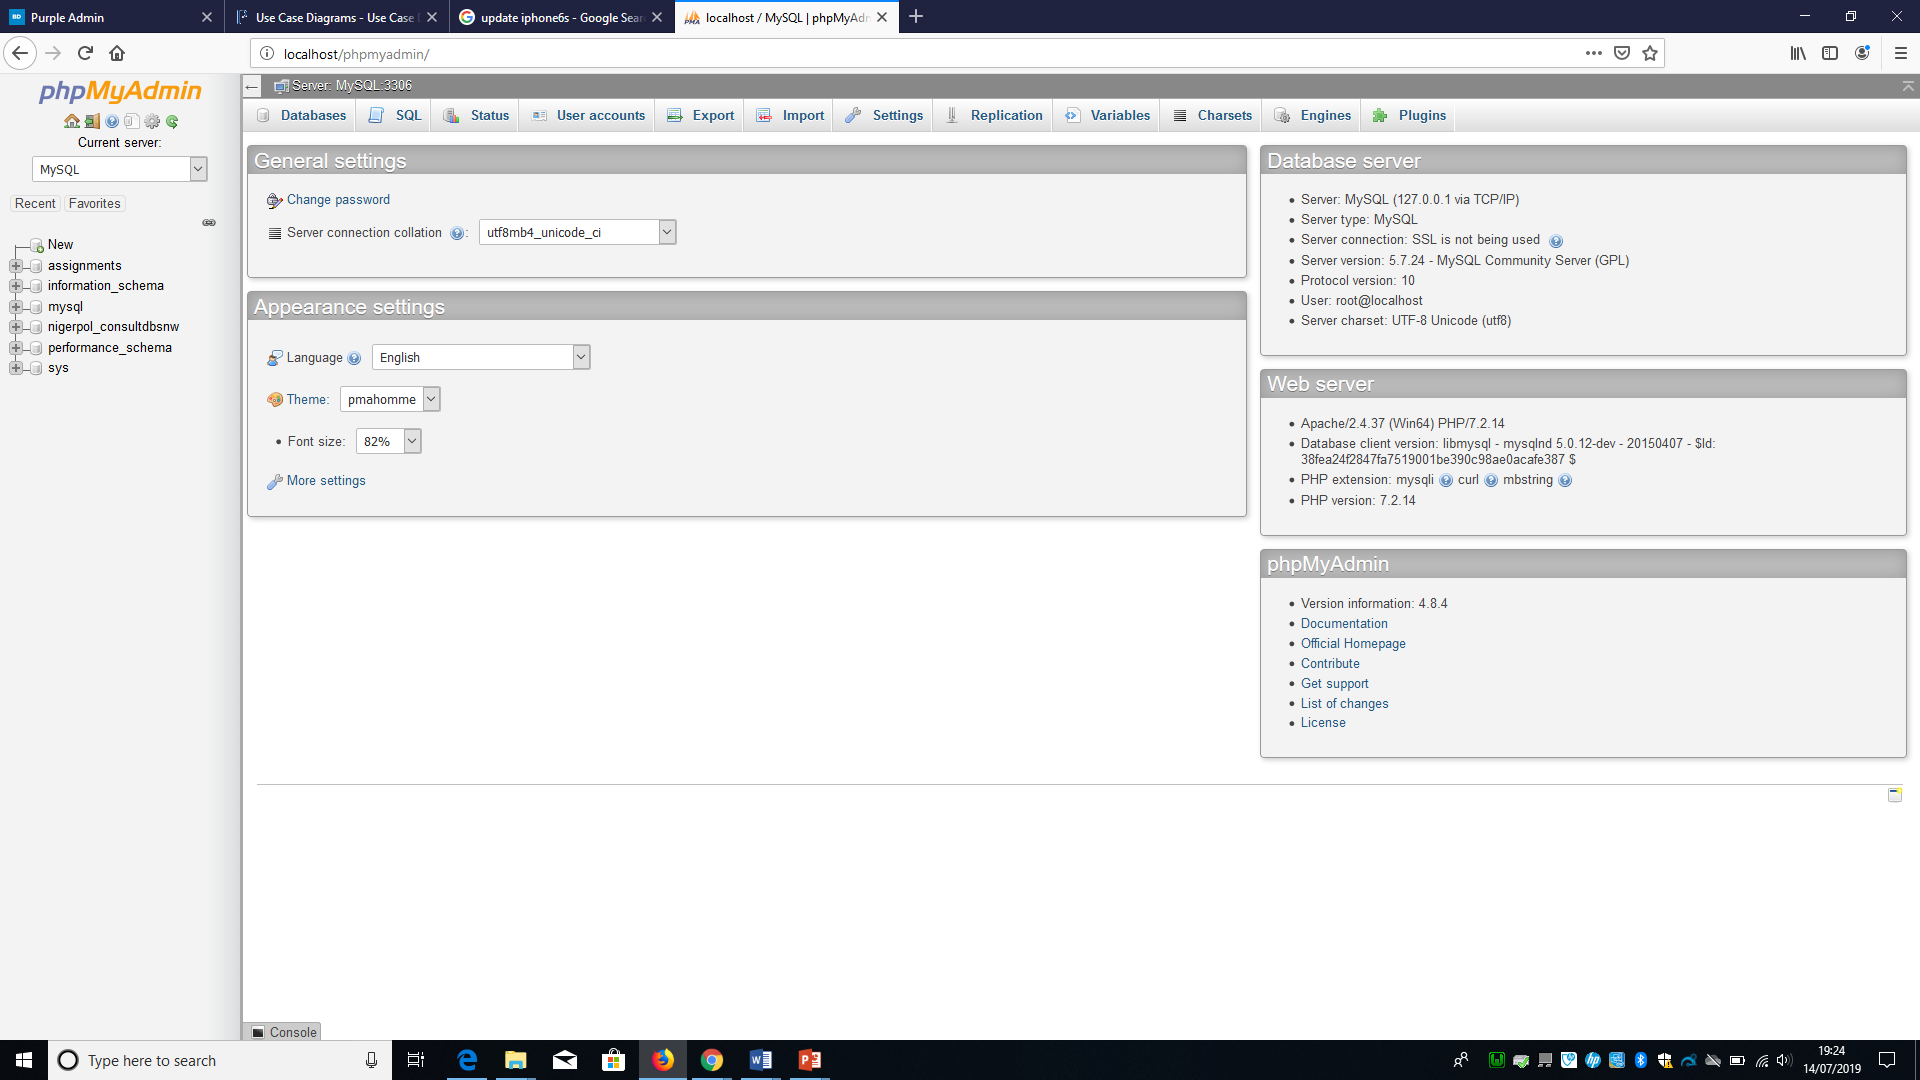 Purple Admin
Use Case Diagrams - Use Case
update iphone6s - Google Sear
localhost / MySQL | phpMyAdm
localhost/phpmyadmin/
phpMyAdmin
Current server:
MySQL
Recent Favorites
New
assignments
information_schema
mysql
nigerpol_consultdbsnw
performance_schema
sys
Server: MySQL:3306
Databases SQL Status User accounts Export Import Settings Replication Variables Charsets Engines Plugins
General settings
Change password
Server connection collation : utf8mb4_unicode_ci
Appearance settings
Language English
Theme: pmahomme
Font size: 82%
More settings
Database server
Server: MySQL (127.0.0.1 via TCP/IP)
Server type: MySQL
Server connection: SSL is not being used
Server version: 5.7.24 - MySQL Community Server (GPL)
Protocol version: 10
User: root@localhost
Server charset: UTF-8 Unicode (utf8)
Web server
Apache/2.4.37 (Win64) PHP/7.2.14
Database client version: libmysql - mysqlnd 5.0.12-dev - 20150407 - $Id:
38fea24f2847fa7519001be390c98ae0acafe387 $
PHP extension: mysqli curl mbstring
PHP version: 7.2.14
phpMyAdmin
Version information: 4.8.4
Documentation
Official Homepage
Contribute
Get support
List of changes
License
Console
Type here to search
19:24
14/07/2019